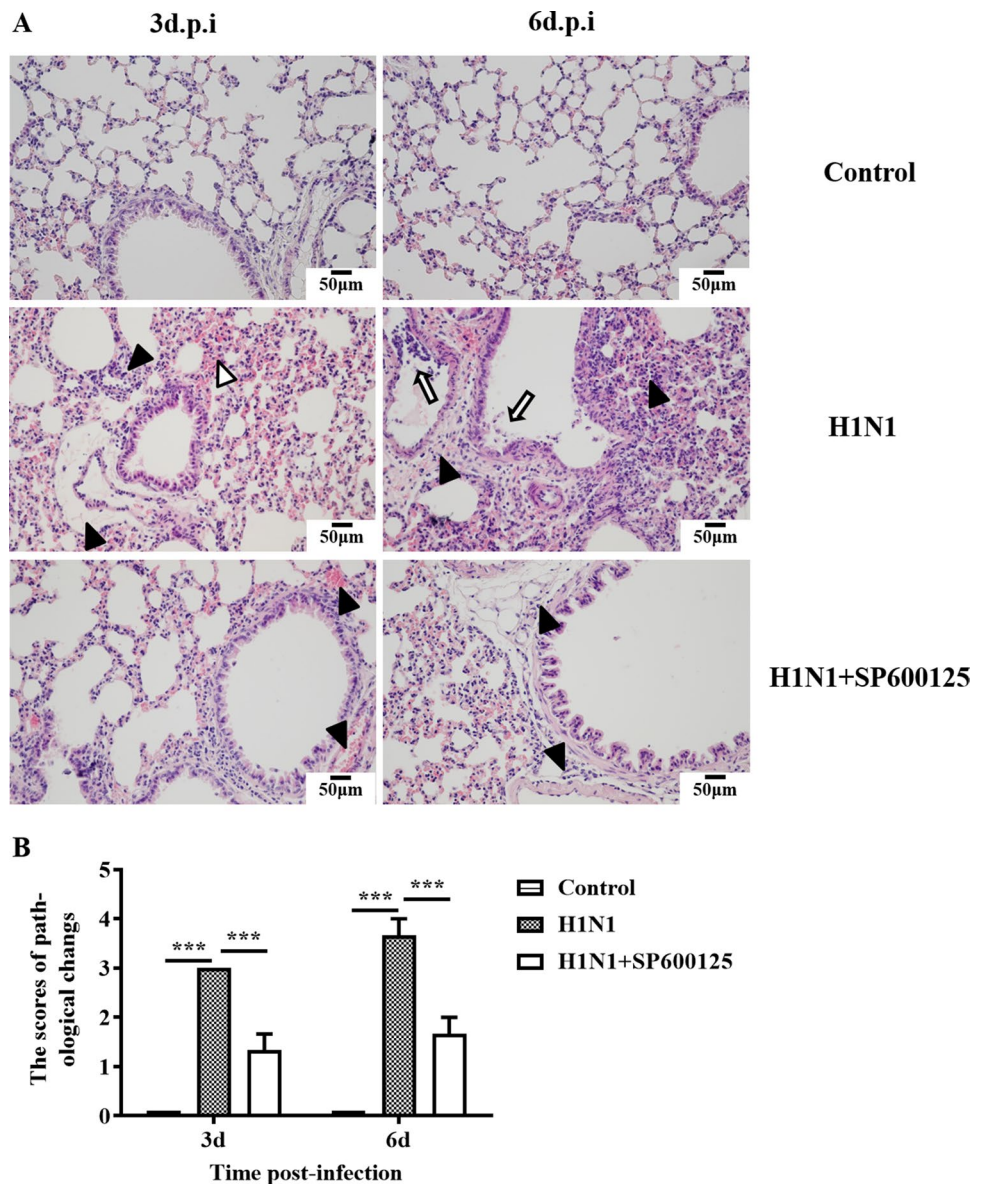 A
3d.p.i
6d.p.i
50μm
50μm
Control
50μm
50μm
H1N1
50μm
50μm
H1N1+SP600125
B
The scores of path-
ological changs
5
4
3
2
1
0
***
***
***
***
3d
6d
Time post-infection
Control
H1N1
H1N1+SP600125